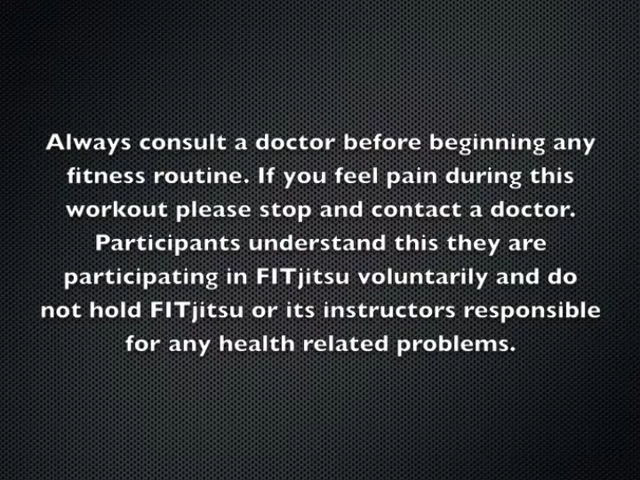 Always consult a doctor before beginning any
fitness routine. If you feel pain during this
workout please stop and contact a doctor.
Participants understand this they are
participating in FITjitsu voluntarily and do
not hold FITjitsu or its instructors responsible
for any health related problems.